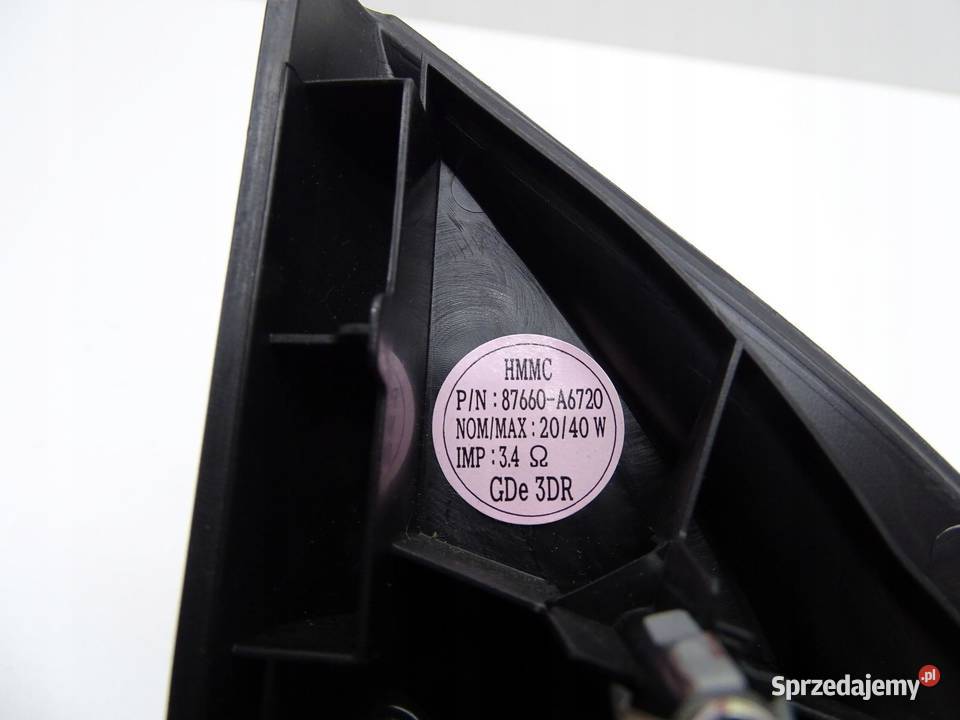 HMMC
P/N : 87660-A6720
NOM/MAX : 20/40 W
IMP : 3.4 Ω
GDe 3DR
Sprzedajemy.pl